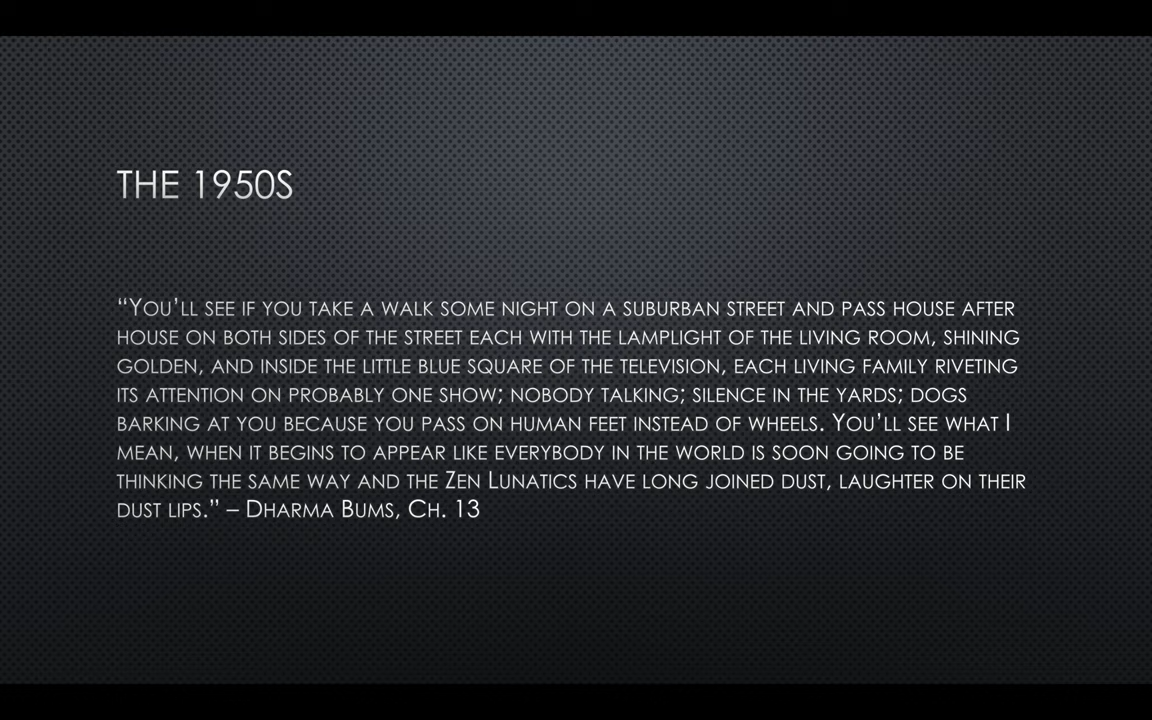 THE 1950S
“YOU’LL SEE IF YOU TAKE A WALK SOME NIGHT ON A SUBURBAN STREET AND PASS HOUSE AFTER
HOUSE ON BOTH SIDES OF THE STREET EACH WITH THE LAMPLIGHT OF THE LIVING ROOM, SHINING
GOLDEN, AND INSIDE THE LITTLE BLUE SQUARE OF THE TELEVISION, EACH LIVING FAMILY RIVETING
ITS ATTENTION ON PROBABLY ONE SHOW; NOBODY TALKING; SILENCE IN THE YARDS; DOGS
BARKING AT YOU BECAUSE YOU PASS ON HUMAN FEET INSTEAD OF WHEELS. YOU’LL SEE WHAT I
MEAN, WHEN IT BEGINS TO APPEAR LIKE EVERYBODY IN THE WORLD IS SOON GOING TO BE
THINKING THE SAME WAY AND THE ZEN LUNATICS HAVE LONG JOINED DUST, LAUGHTER ON THEIR
DUST LIPS.” – DHARMA BUMS, CH. 13